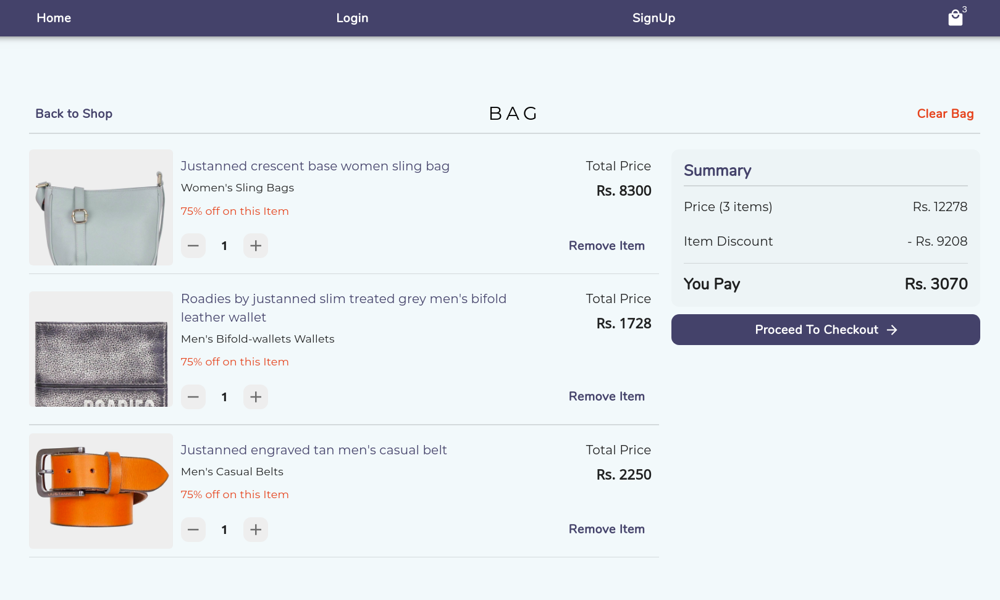 Home
Login
SignUp
3
Back to Shop
BAG
Clear Bag
Justanned crescent base women sling bag
Women's Sling Bags
75% off on this Item
1
Total Price
Rs. 8300
Remove Item
Roadies by justanned slim treated grey men's bifold
leather wallet
Men's Bifold-wallets Wallets
75% off on this Item
1
Total Price
Rs. 1728
Remove Item
ROADIES
Justanned engraved tan men's casual belt
Men's Casual Belts
75% off on this Item
1
Total Price
Rs. 2250
Remove Item
JUSTANNED
Summary
Price (3 items)
Rs. 12278
Item Discount
- Rs. 9208
You Pay
Rs. 3070
Proceed To Checkout →